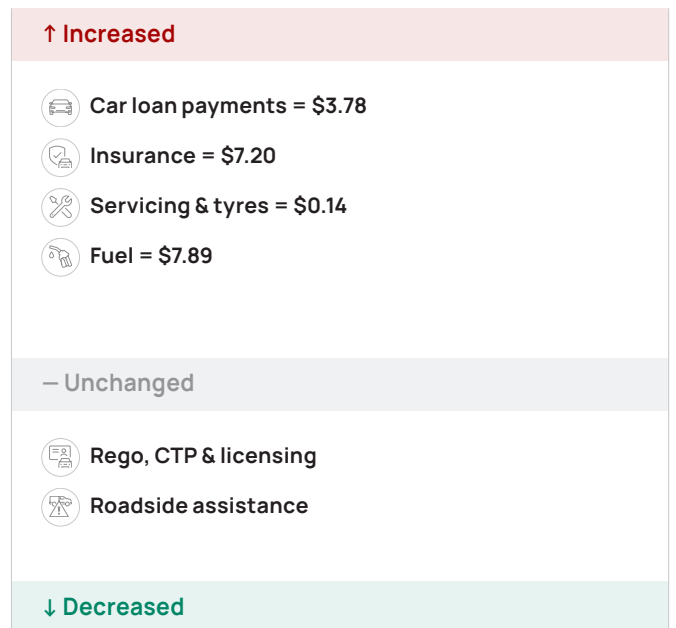 ↑ Increased
Car loan payments = $3.78
Insurance = $7.20
Servicing & tyres = $0.14
Fuel = $7.89
— Unchanged
Rego, CTP & licensing
Roadside assistance
↓ Decreased